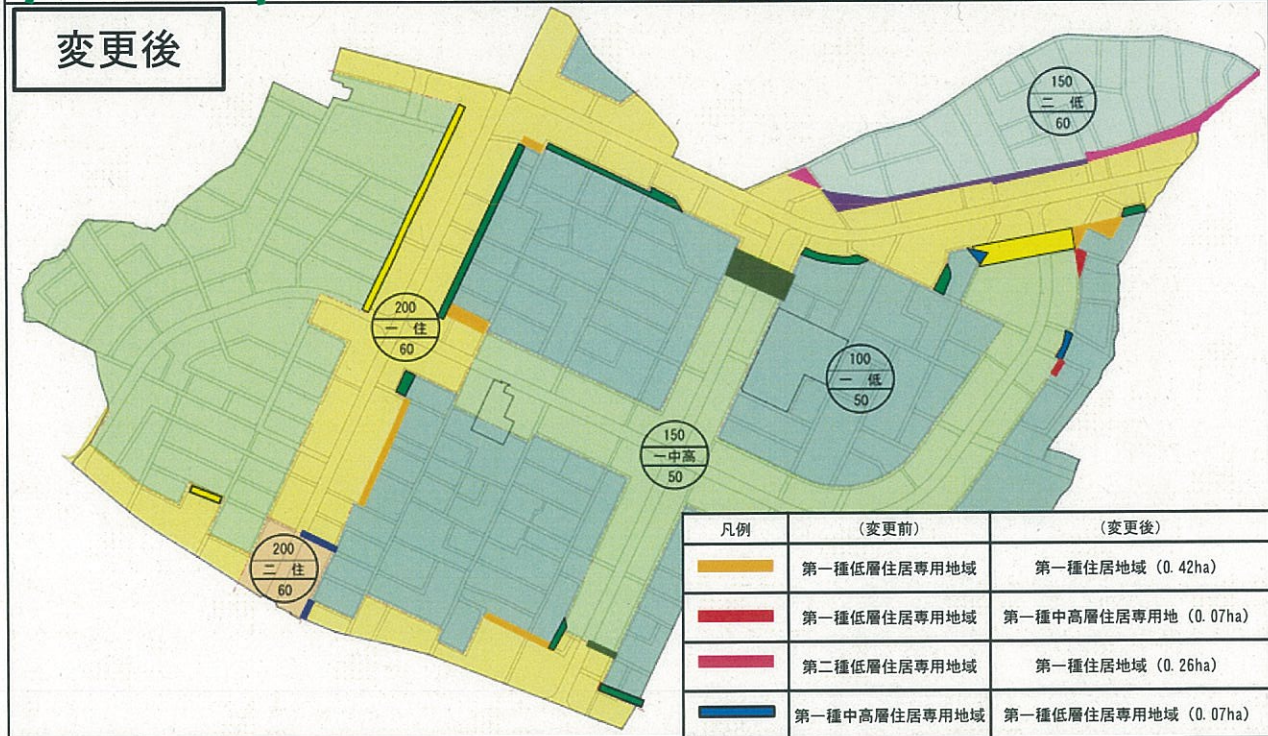 変更後
150
二 低
60
200
一 住
60
100
一 低
50
150
一中高
50
200
二 住
60
凡例 (変更前) (変更後)
第一種低層住居専用地域 第一種住居地域 (0.42ha)
第一種低層住居専用地域 第一種中高層住居専用地 (0.07ha)
第二種低層住居専用地域 第一種住居地域 (0.26ha)
第一種中高層住居専用地域 第一種低層住居専用地域 (0.07ha)